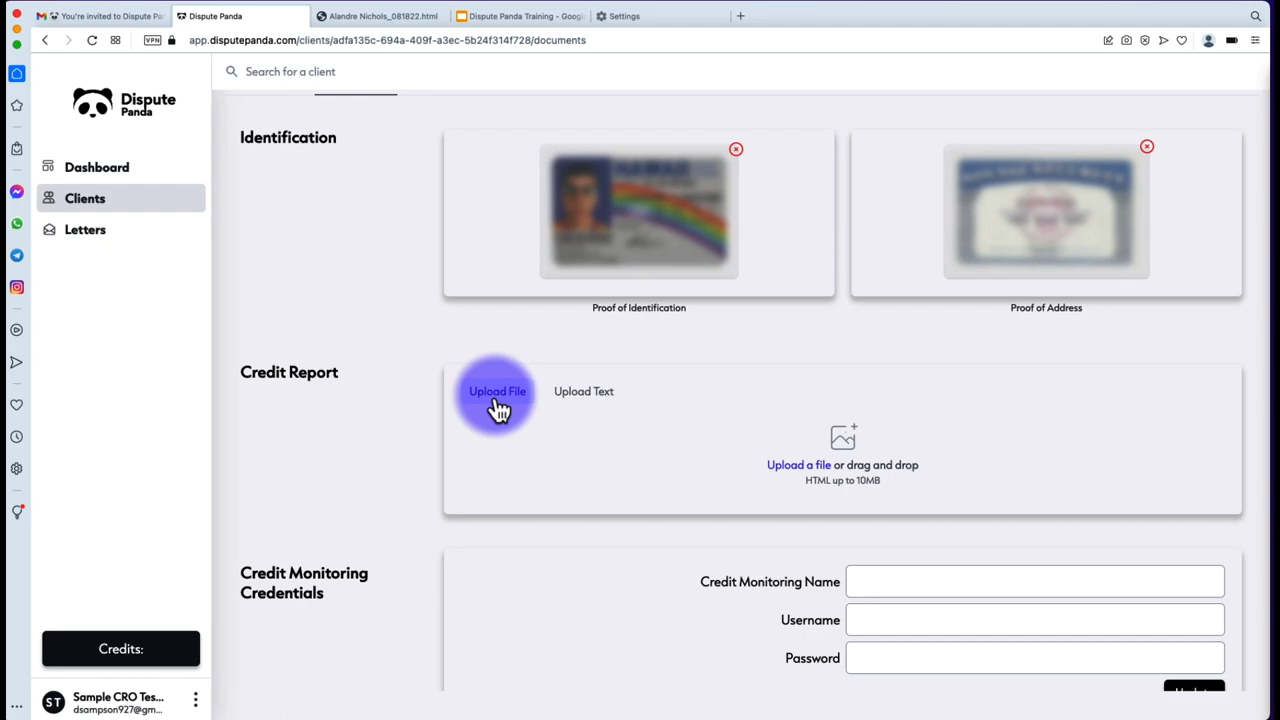 You're invited to Dispute Pa
Dispute Panda
Alandre Nichols_081822.html
Dispute Panda Training - Googl
Settings
VPN
app.disputepanda.com/clients/adfa135c-694a-409f-a3ec-5b24f314f728/documents
Dispute
Panda
Search for a client
Dashboard
Clients
Letters
Identification
Proof of Identification
Proof of Address
Credit Report
Upload File
Upload Text
Upload a file or drag and drop
HTML up to 10MB
Credit Monitoring
Credentials
Credit Monitoring Name
Username
Password
Credits:
ST
Sample CRO Tes...
dsampson927@gm...